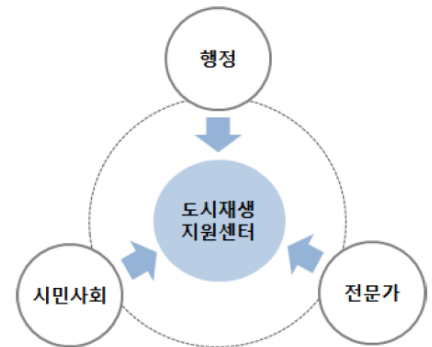 행정
도시재생
지원센터
시민사회
전문가